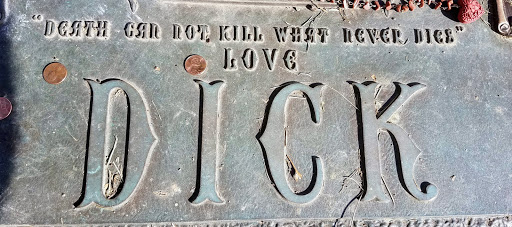 "DEATH CAN NOT KILL WHAT NEVER DIES"
LOVE
DICK